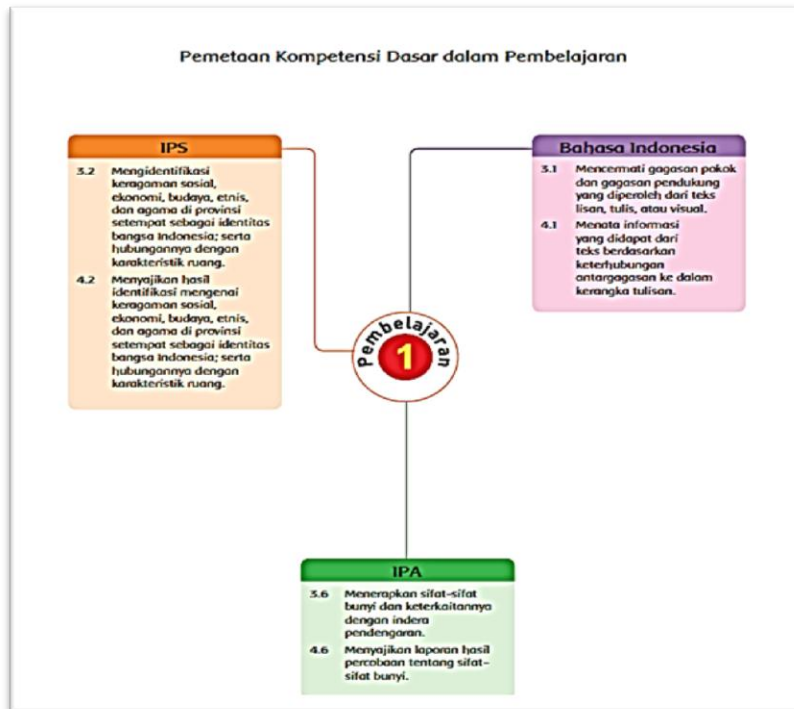 Pemetaan Kompetensi Dasar dalam Pembelajaran
IPS
3.2 Mengidentifikasi
keragaman sosial,
ekonomi, budaya, etnis,
dan agama di provinsi
setempat sebagai identitas
bangsa Indonesia; serta
hubungannya dengan
karakteristik ruang.
4.2 Menyajikan hasil
identifikasi mengenai
keragaman sosial,
ekonomi, budaya, etnis,
dan agama di provinsi
setempat sebagai identitas
bangsa Indonesia; serta
hubungannya dengan
karakteristik ruang.
Bahasa Indonesia
3.1 Mencermati gagasan pokok
dan gagasan pendukung
yang diperoleh dari teks
lisan, tulis, atau visual.
4.1 Menata informasi
yang didapat dari
teks berdasarkan
keterhubungan
antargagasan ke dalam
kerangka tulisan.
Pembelajaran
1
IPA
3.6 Menerapkan sifat-sifat
bunyi dan keterkaitannya
dengan indera
pendengaran.
4.6 Menyajikan laporan hasil
percobaan tentang sifat-
sifat bunyi.